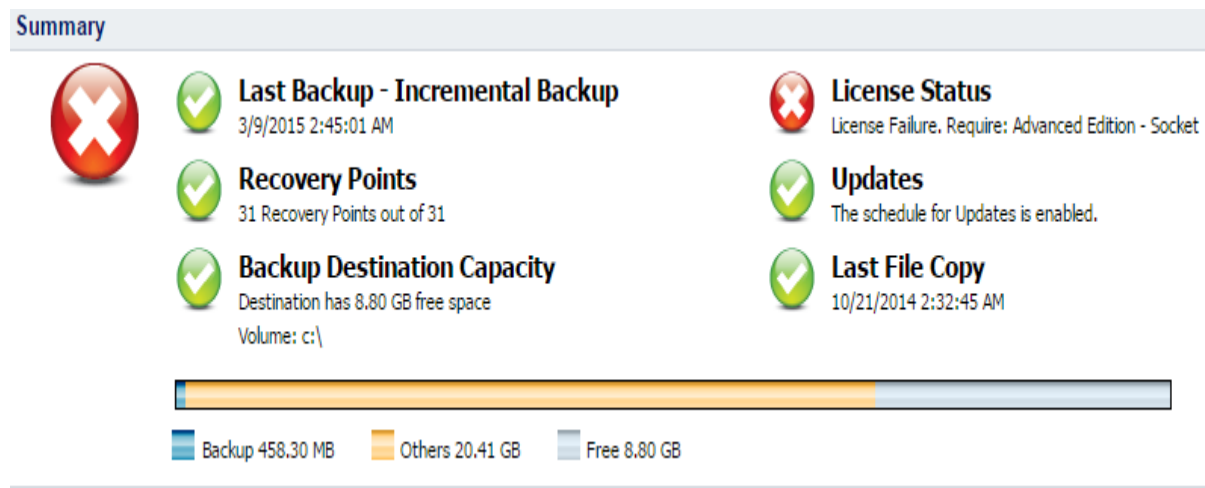 Summary
Last Backup - Incremental Backup
3/9/2015 2:45:01 AM
Recovery Points
31 Recovery Points out of 31
Backup Destination Capacity
Destination has 8.80 GB free space
Volume: c:\
License Status
License Failure. Require: Advanced Edition - Socket
Updates
The schedule for Updates is enabled.
Last File Copy
10/21/2014 2:32:45 AM
Backup 458.30 MB
Others 20.41 GB
Free 8.80 GB